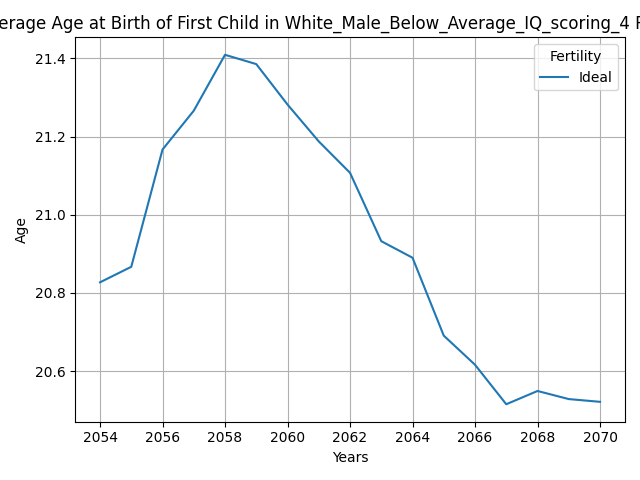 erage Age at Birth of First Child in White_Male_Below_Average_IQ_scoring_4
Fertility
Ideal
21.4
21.2
21.0
20.8
20.6
Age
2054 2056 2058 2060 2062 2064 2066 2068 2070
Years